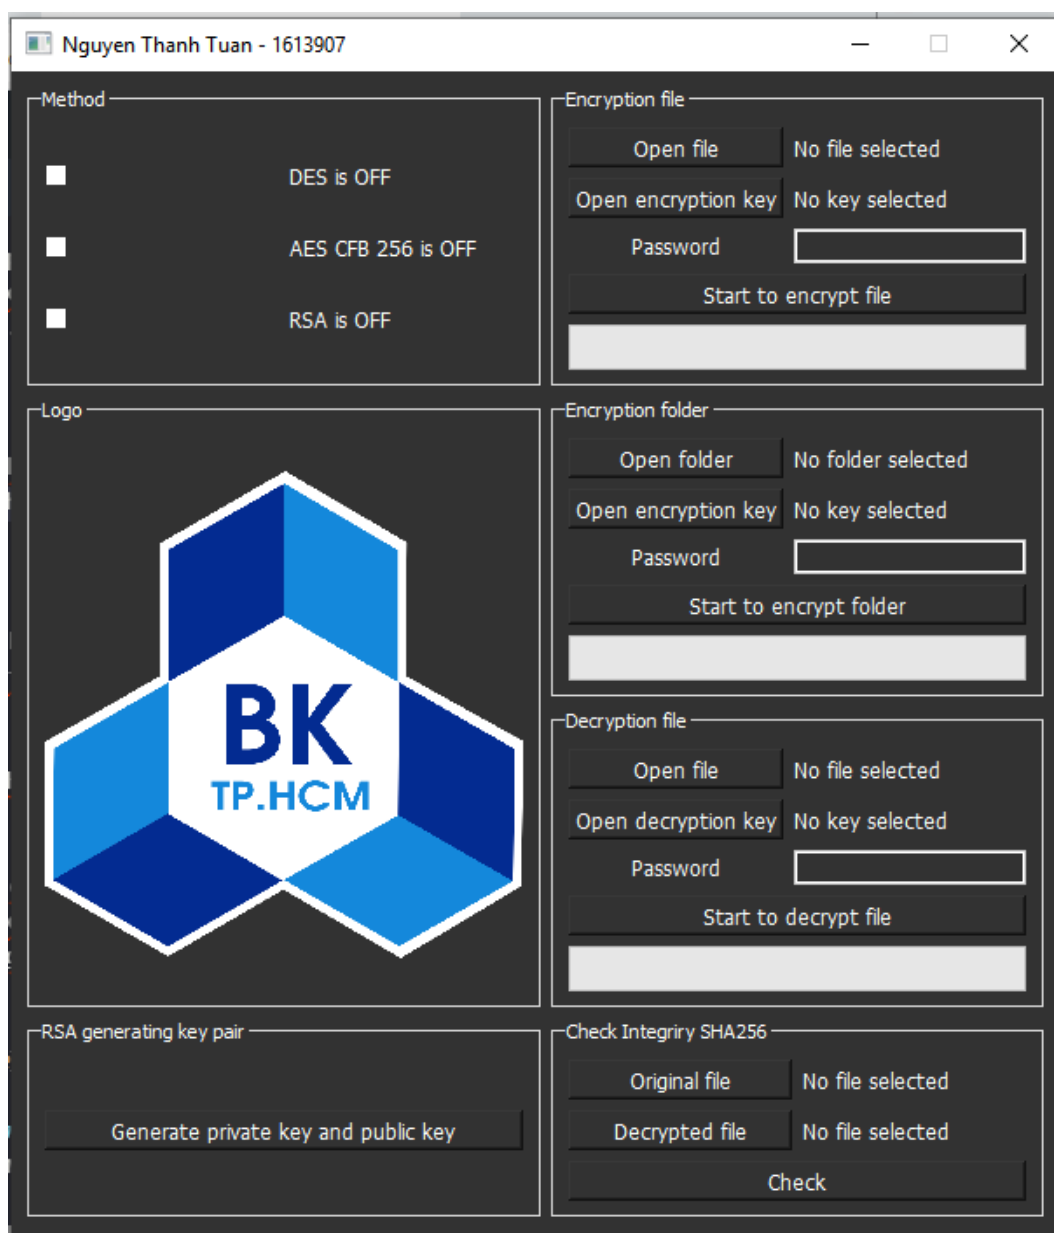 Nguyen Thanh Tuan - 1613907
Method
DES is OFF
AES CFB 256 is OFF
RSA is OFF
Encryption file
Open file No file selected
Open encryption key No key selected
Password
Start to encrypt file
Logo
BK
TP.HCM
Encryption folder
Open folder No folder selected
Open encryption key No key selected
Password
Start to encrypt folder
Decryption file
Open file No file selected
Open decryption key No key selected
Password
Start to decrypt file
RSA generating key pair
Generate private key and public key
Check Integriry SHA256
Original file No file selected
Decrypted file No file selected
Check